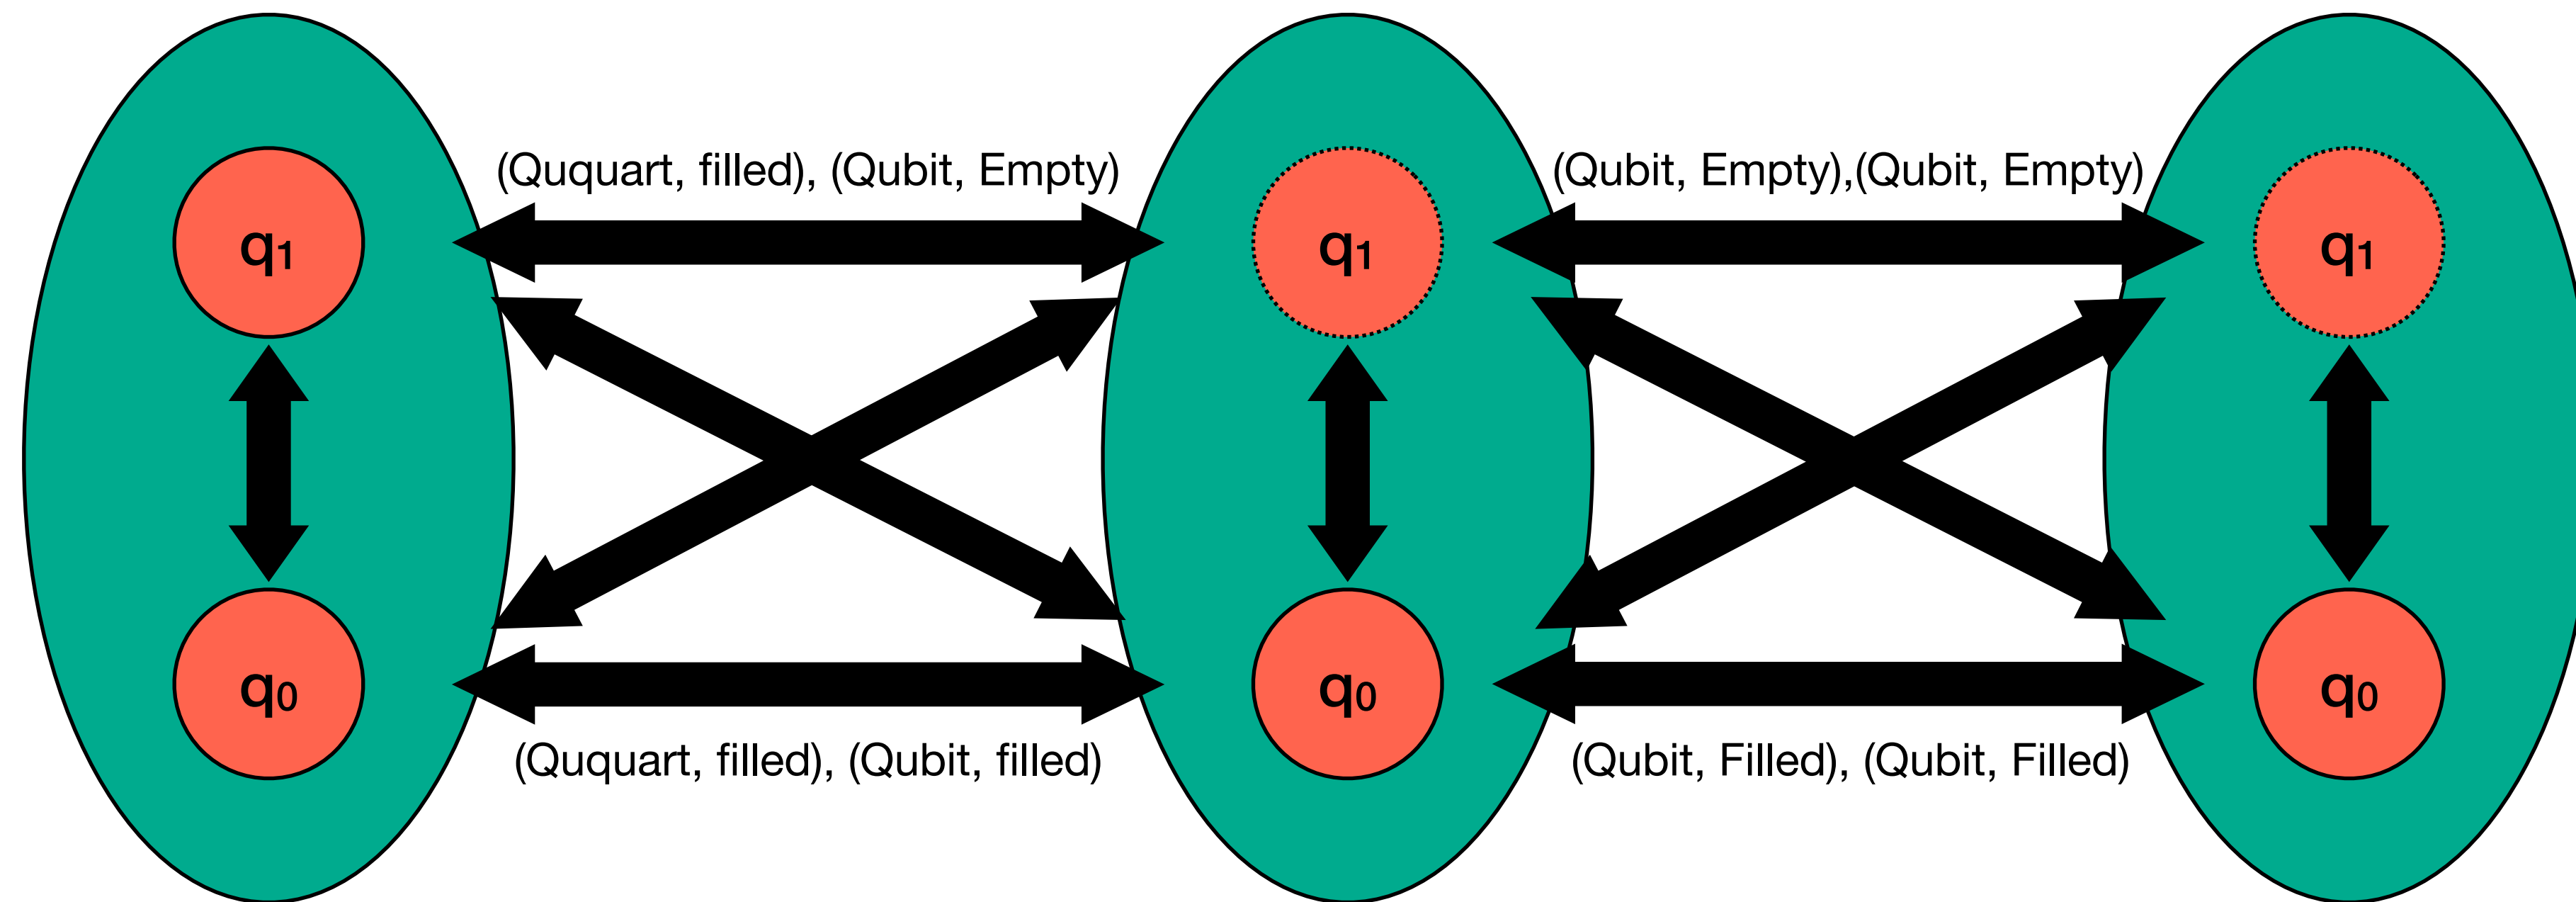 (Ququart, filled), (Qubit, Empty)
(Qubit, Empty),(Qubit, Empty)
q₁
q₁
q₁
q₀
q₀
q₀
(Ququart, filled), (Qubit, filled)
(Qubit, Filled), (Qubit, Filled)